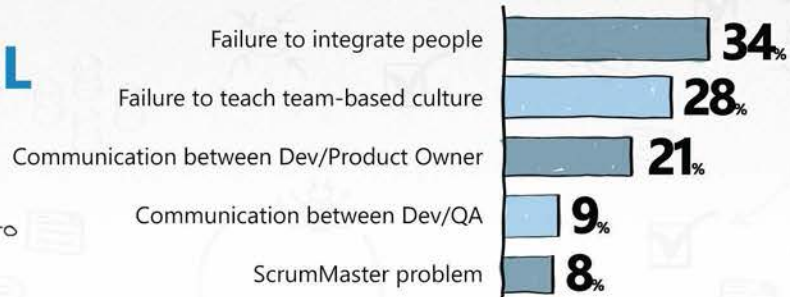 L
Failure to integrate people 34%
Failure to teach team-based culture 28%
Communication between Dev/Product Owner 21%
Communication between Dev/QA 9%
ScrumMaster problem 8%